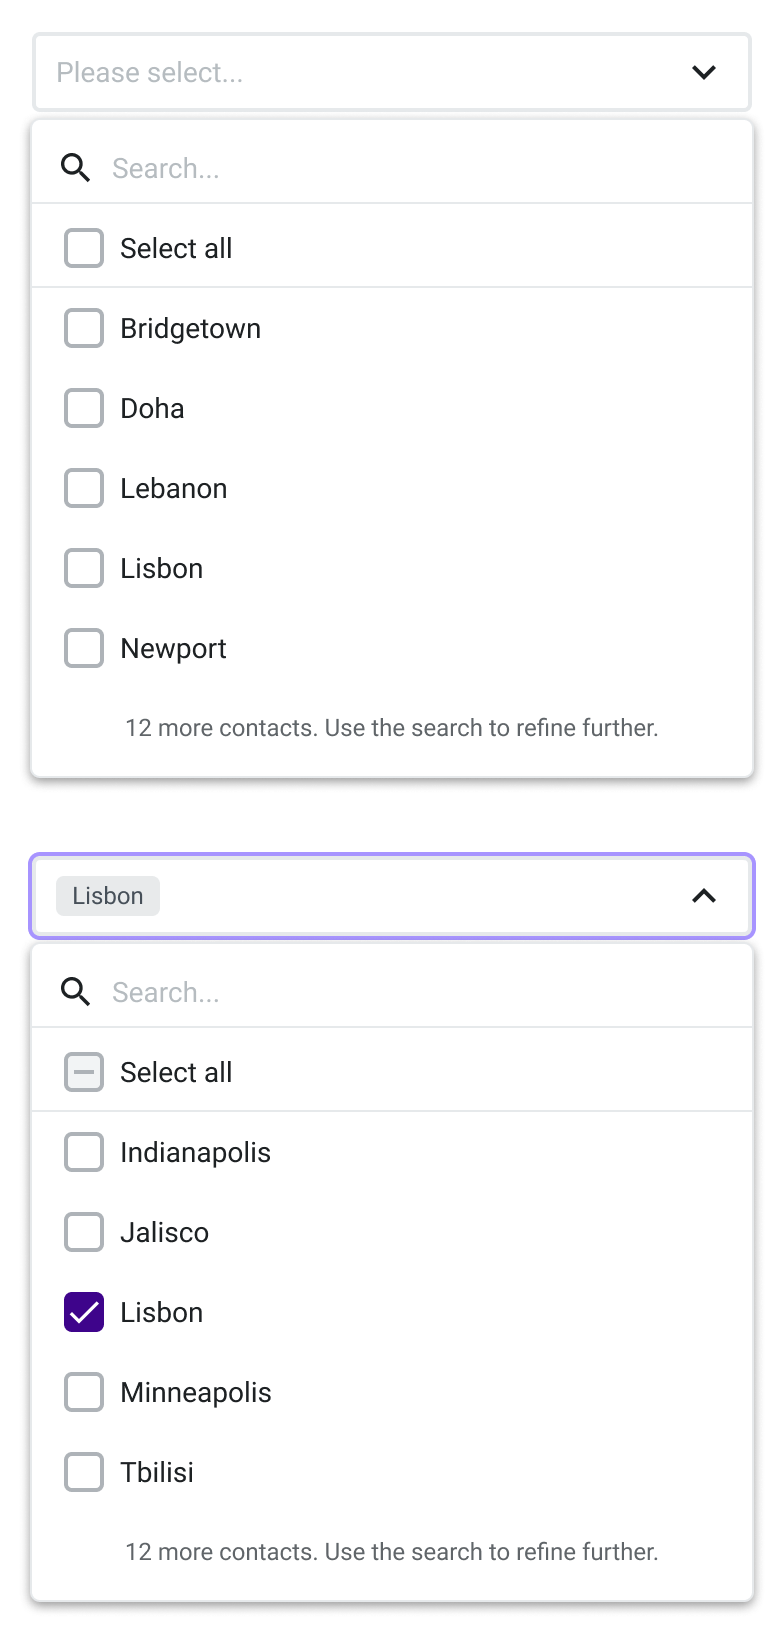 Please select...
Search...
Select all
Bridgetown
Doha
Lebanon
Lisbon
Newport
12 more contacts. Use the search to refine further.
Lisbon
Search...
Select all
Indianapolis
Jalisco
Lisbon
Minneapolis
Tbilisi
12 more contacts. Use the search to refine further.